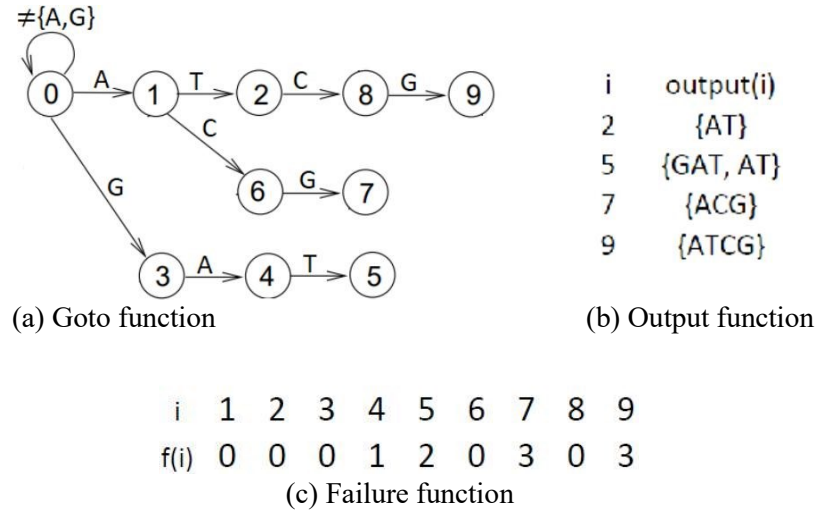 ≠{A,G}
0 A 1 T 2 C 8 G 9
C
6 G 7
G
3 A 4 T 5
(a) Goto function
i output(i)
2 {AT}
5 {GAT, AT}
7 {ACG}
9 {ATCG}
(b) Output function
i 1 2 3 4 5 6 7 8 9
f(i) 0 0 0 1 2 0 3 0 3
(c) Failure function